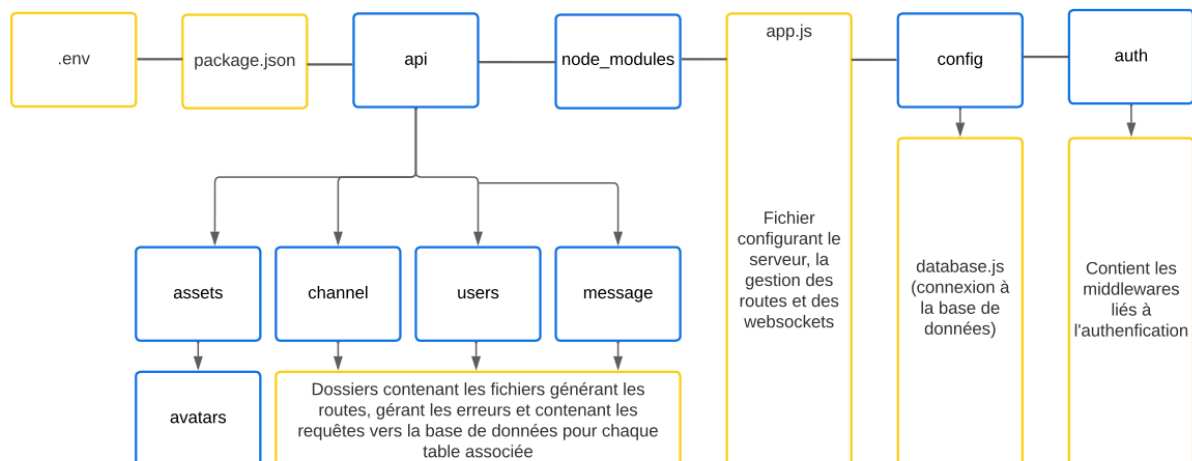 .env
package.json
api
node_modules
app.js
config
auth
Fichier
configurant le
serveur, la
gestion des
routes et des
websockets
database.js
(connexion à
la base de
données)
Contient les
middlewares
liés à
l'authenfication
assets
channel
users
message
avatars
Dossiers contenant les fichiers générant les
routes, gérant les erreurs et contenant les
requêtes vers la base de données pour chaque
table associée